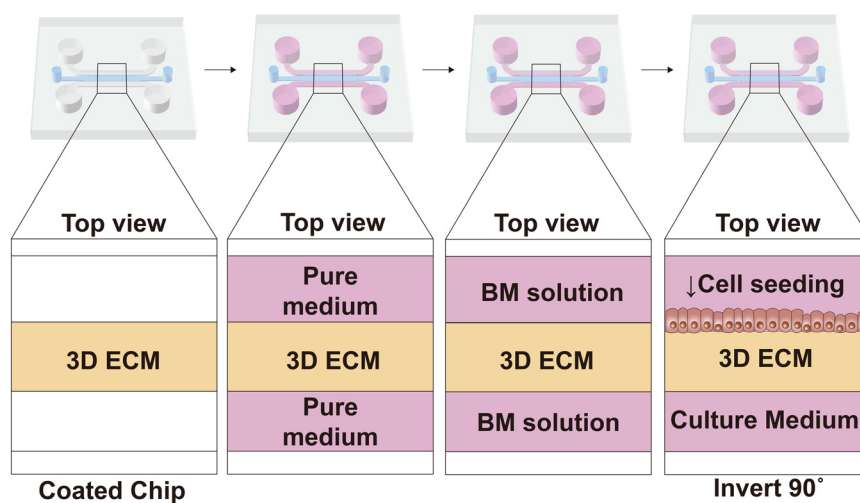 Top view
Top view
Top view
Top view
3D ECM
Pure
medium
3D ECM
Pure
medium
BM solution
3D ECM
BM solution
↓Cell seeding
3D ECM
Culture Medium
Coated Chip
Invert 90°